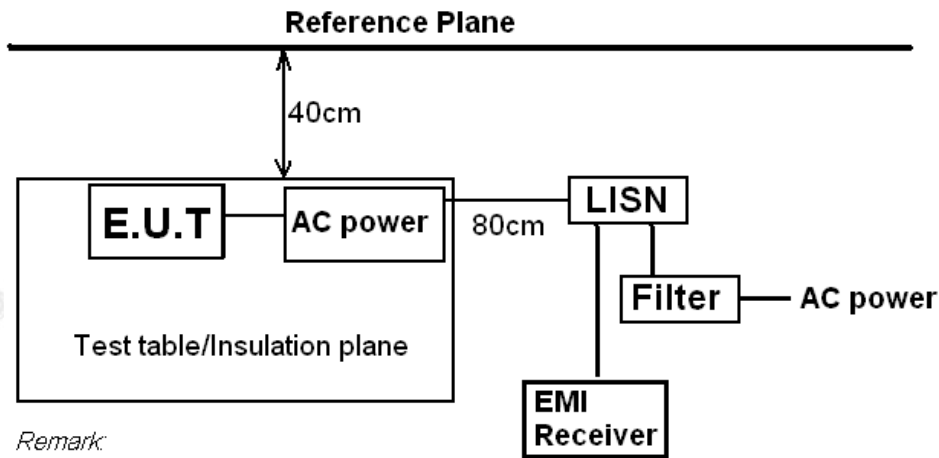 Reference Plane
40cm
E.U.T
AC power
80cm
LISN
Filter
AC power
Test table/Insulation plane
EMI
Receiver
Remark: